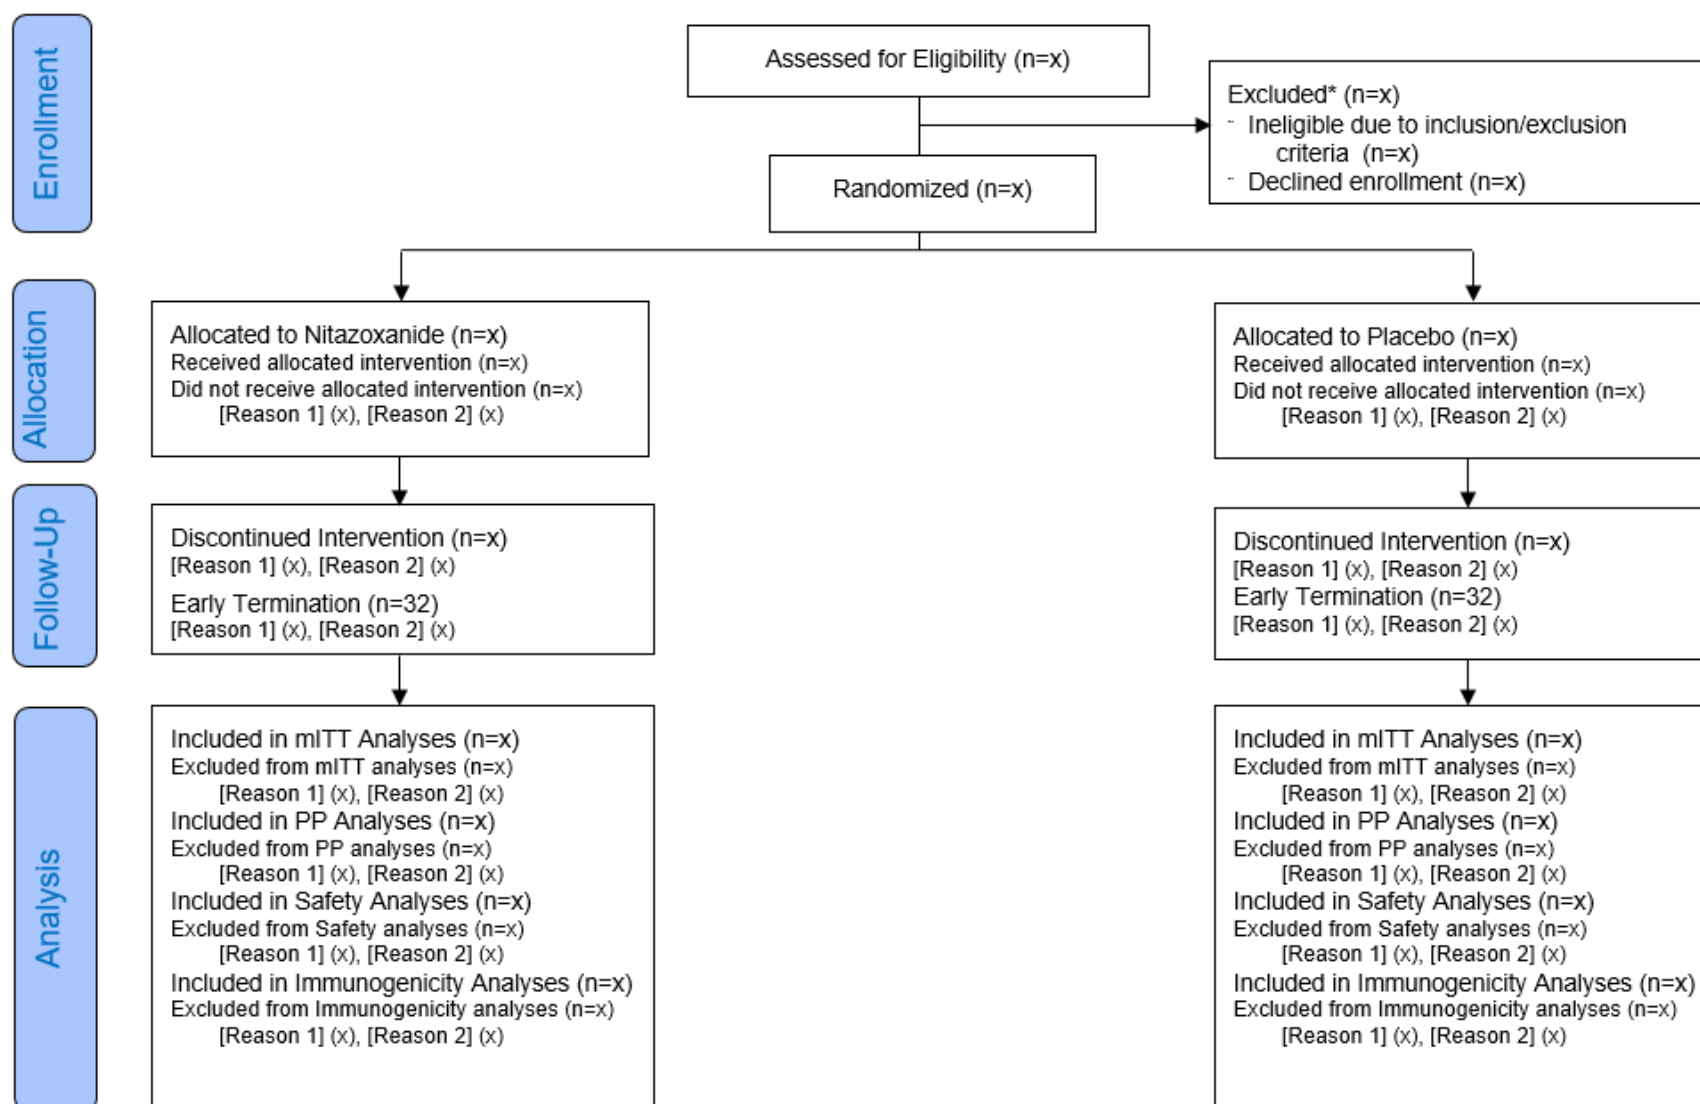 Enrollment
Assessed for Eligibility (n=x)
Excluded* (n=x)
- Ineligible due to inclusion/exclusion
criteria (n=x)
- Declined enrollment (n=x)
Randomized (n=x)
Allocation
Allocated to Nitazoxanide (n=x)
Received allocated intervention (n=x)
Did not receive allocated intervention (n=x)
[Reason 1] (x), [Reason 2] (x)
Allocated to Placebo (n=x)
Received allocated intervention (n=x)
Did not receive allocated intervention (n=x)
[Reason 1] (x), [Reason 2] (x)
Follow-Up
Discontinued Intervention (n=x)
[Reason 1] (x), [Reason 2] (x)
Early Termination (n=32)
[Reason 1] (x), [Reason 2] (x)
Discontinued Intervention (n=x)
[Reason 1] (x), [Reason 2] (x)
Early Termination (n=32)
[Reason 1] (x), [Reason 2] (x)
Analysis
Included in mITT Analyses (n=x)
Excluded from mITT analyses (n=x)
[Reason 1] (x), [Reason 2] (x)
Included in PP Analyses (n=x)
Excluded from PP analyses (n=x)
[Reason 1] (x), [Reason 2] (x)
Included in Safety Analyses (n=x)
Excluded from Safety analyses (n=x)
[Reason 1] (x), [Reason 2] (x)
Included in Immunogenicity Analyses (n=x)
Excluded from Immunogenicity analyses (n=x)
[Reason 1] (x), [Reason 2] (x)
Included in mITT Analyses (n=x)
Excluded from mITT analyses (n=x)
[Reason 1] (x), [Reason 2] (x)
Included in PP Analyses (n=x)
Excluded from PP analyses (n=x)
[Reason 1] (x), [Reason 2] (x)
Included in Safety Analyses (n=x)
Excluded from Safety analyses (n=x)
[Reason 1] (x), [Reason 2] (x)
Included in Immunogenicity Analyses (n=x)
Excluded from Immunogenicity analyses (n=x)
[Reason 1] (x), [Reason 2] (x)